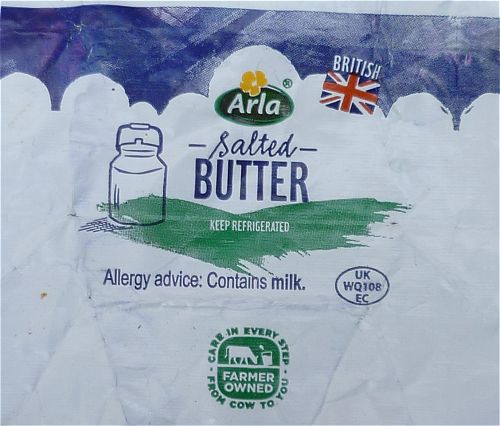 BRITISH
Arla®
Salted
BUTTER
KEEP REFRIGERATED
Allergy advice: Contains milk.
UK
WQ108
EC
CARE IN EVERY STEP
FARMER
OWNED
FROM COW TO YOU